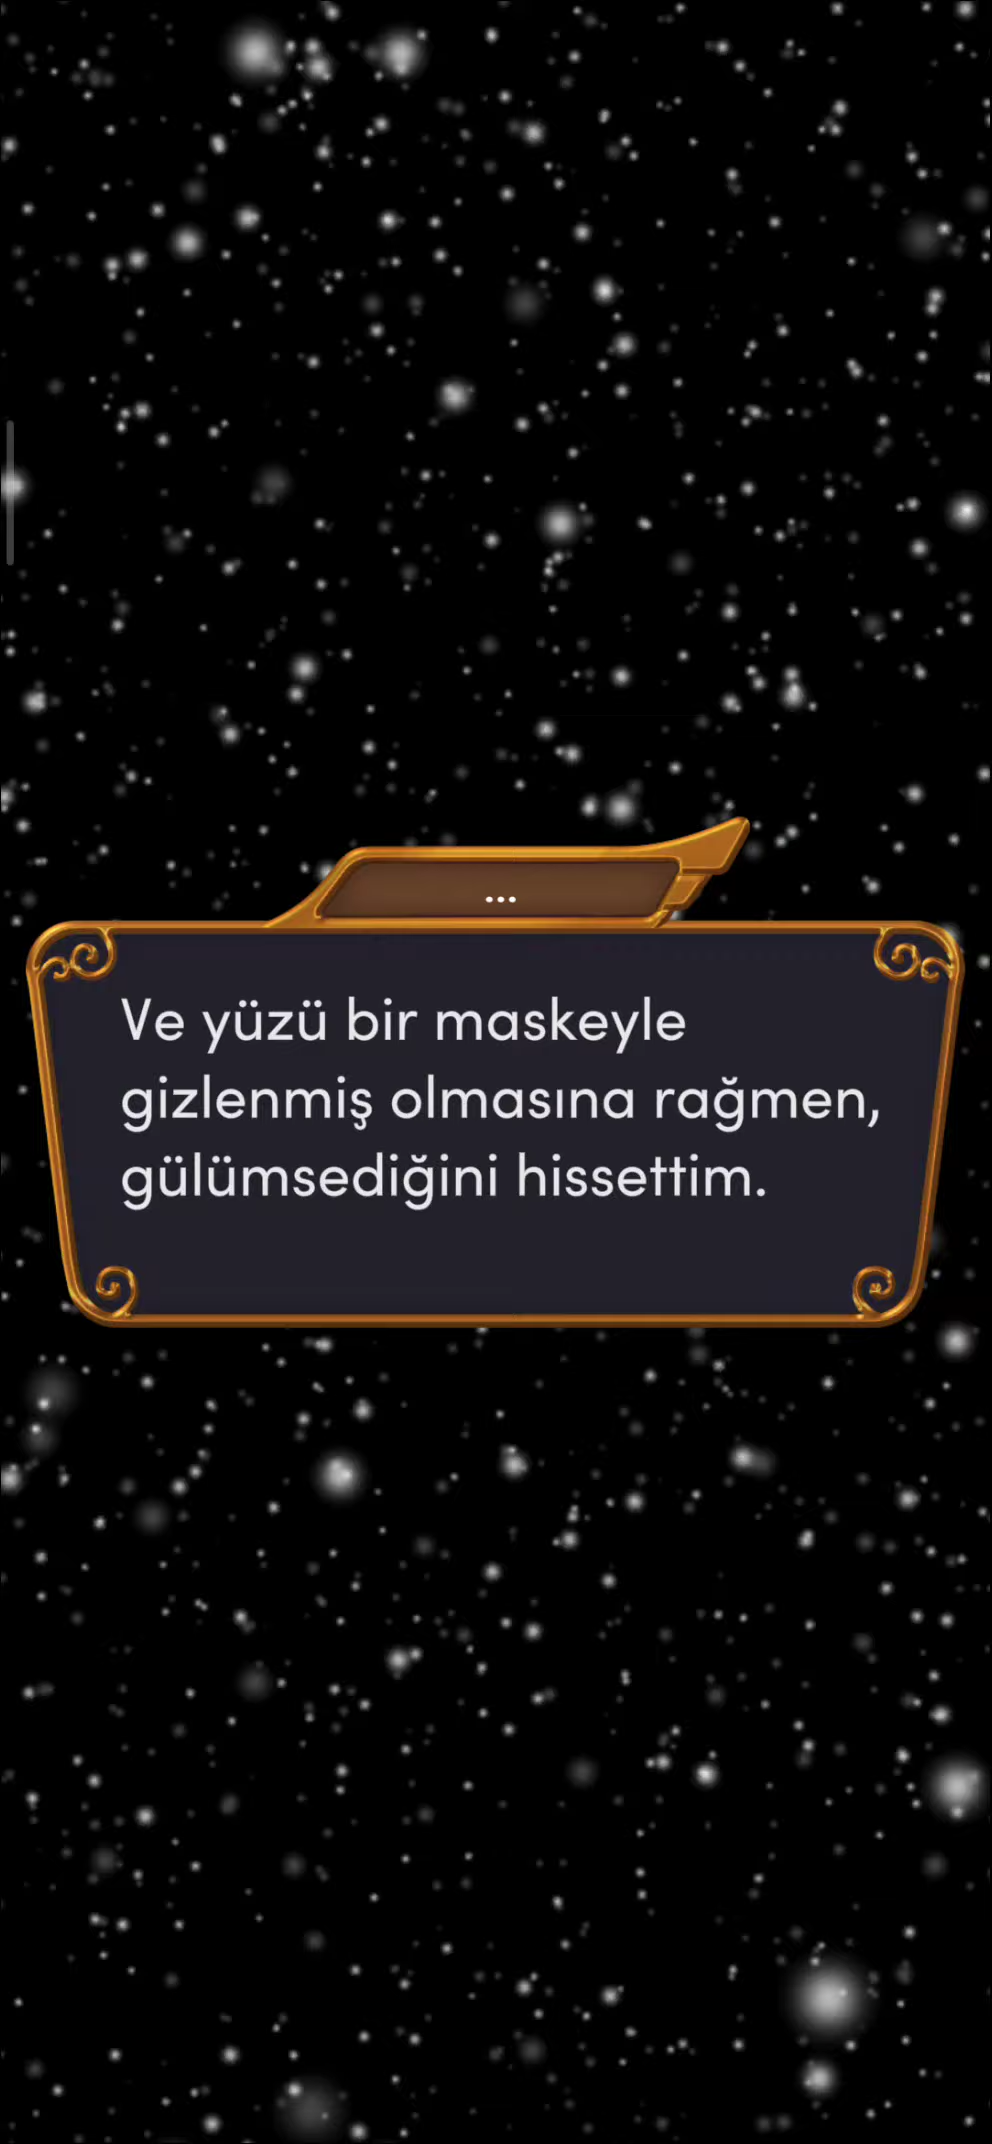 ...
Ve yüzü bir maskeyle
gizlenmiş olmasına rağmen,
gülümsediğini hissettim.